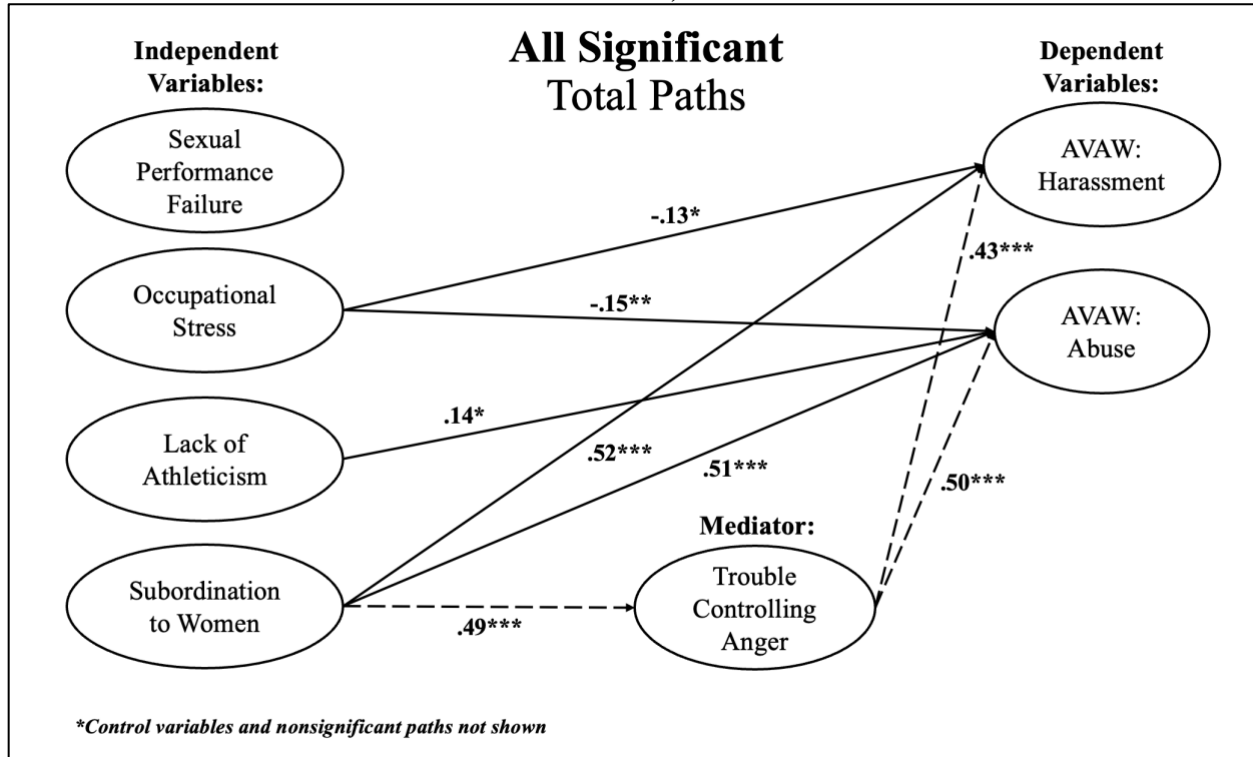 Independent
Variables:
All Significant
Total Paths
Dependent
Variables:
Sexual
Performance
Failure
AVAW:
Harassment
-.13*
.43***
Occupational
Stress
-.15**
AVAW:
Abuse
.14*
Lack of
Athleticism
.52***
.51***
.50***
Mediator:
Subordination
to Women
.49***
Trouble
Controlling
Anger
*Control variables and nonsignificant paths not shown